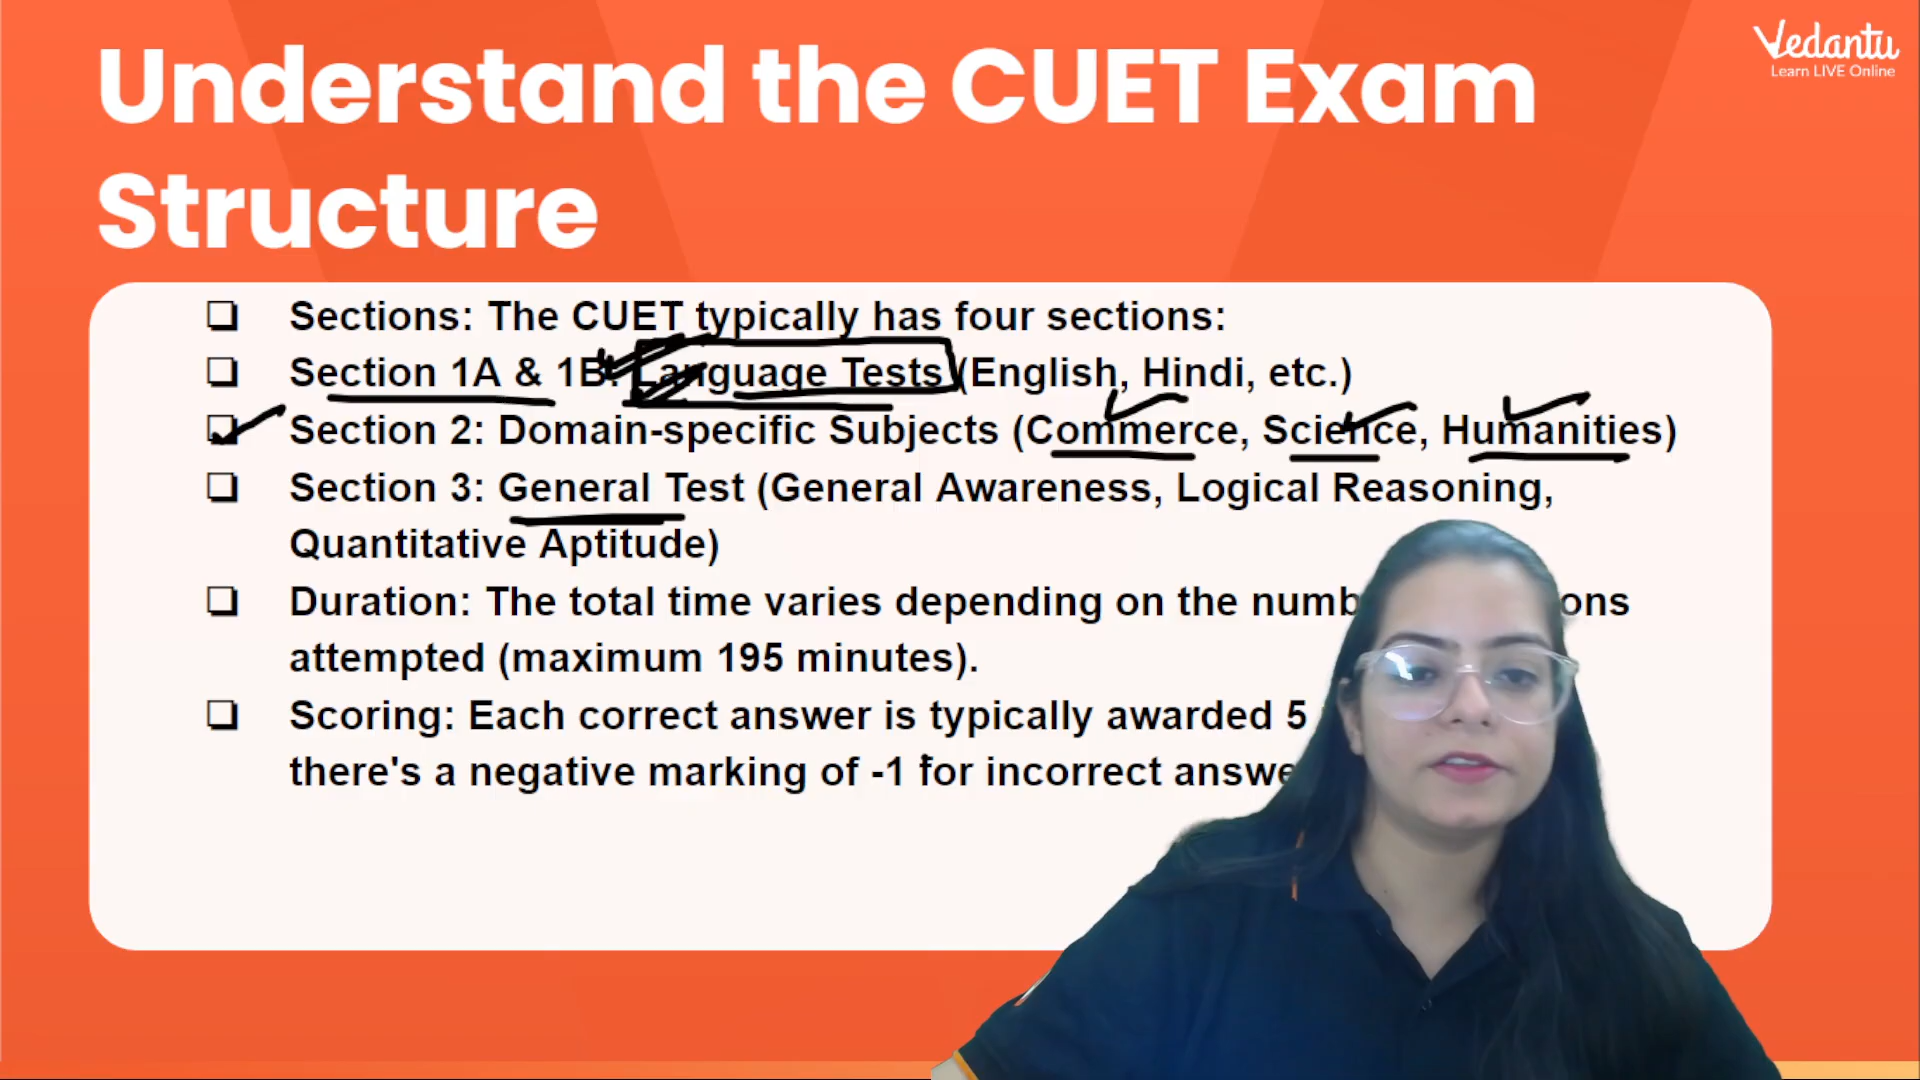 Vedantu
Learn LIVE Online
Understand the CUET Exam
Structure
❏ Sections: The CUET typically has four sections:
❏ Section 1A & 1B: Language Tests (English, Hindi, etc.)
❏ Section 2: Domain-specific Subjects (Commerce, Science, Humanities)
❏ Section 3: General Test (General Awareness, Logical Reasoning,
Quantitative Aptitude)
❏ Duration: The total time varies depending on the
attempted (maximum 195 minutes).
❏ Scoring: Each correct answer is typically awarded 5
there's a negative marking of -1 for incorrect